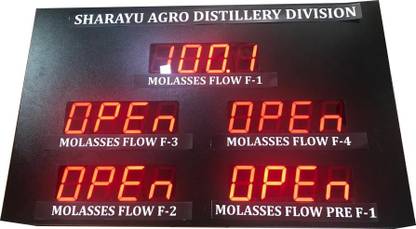 SHARAYU AGRO DISTILLERY DIVISION
100.1
MOLASSES FLOW F-1
OPEn OPEn
MOLASSES FLOW F-3 MOLASSES FLOW F-4
OPEn OPEn
MOLASSES FLOW F-2 MOLASSES FLOW PRE F-1